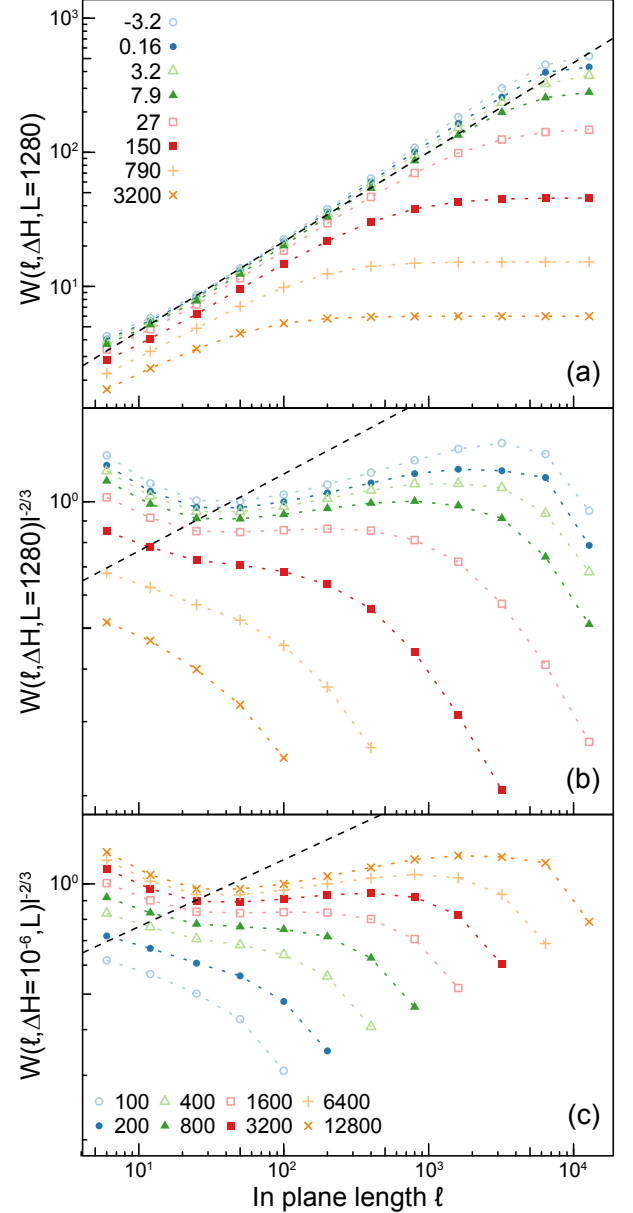 10³
10²
10¹
W(ℓ,ΔH,L=1280)
-3.2
0.16
3.2
7.9
27
150
790
3200
(a)
10⁰
W(ℓ,ΔH,L=1280))l⁻²/³
(b)
10⁰
W(ℓ,ΔH=10⁻⁶,L))l⁻²/³
100 400 1600 6400
200 800 3200 12800
(c)
10¹ 10² 10³ 10⁴
In plane length ℓ